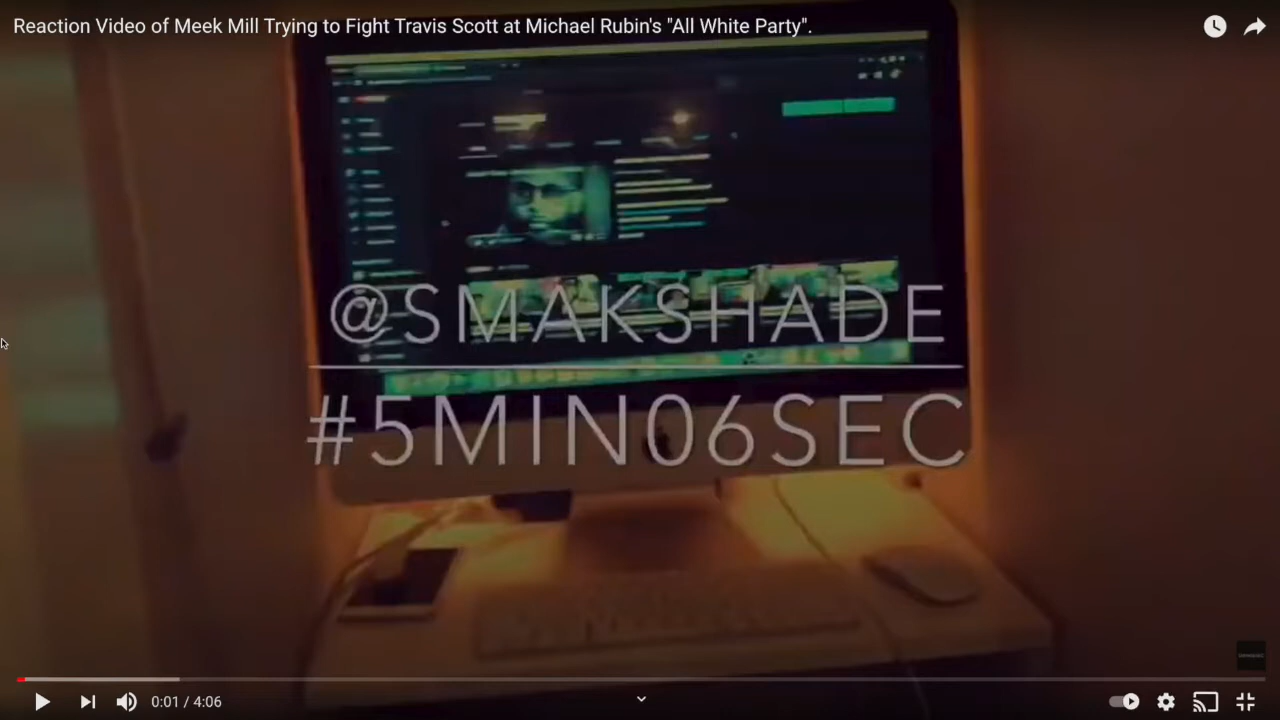 Reaction Video of Meek Mill Trying to Fight Travis Scott at Michael Rubin's "All White Party".
@SMAKSHADE
#5MIN06SEC
0:01 / 4:06